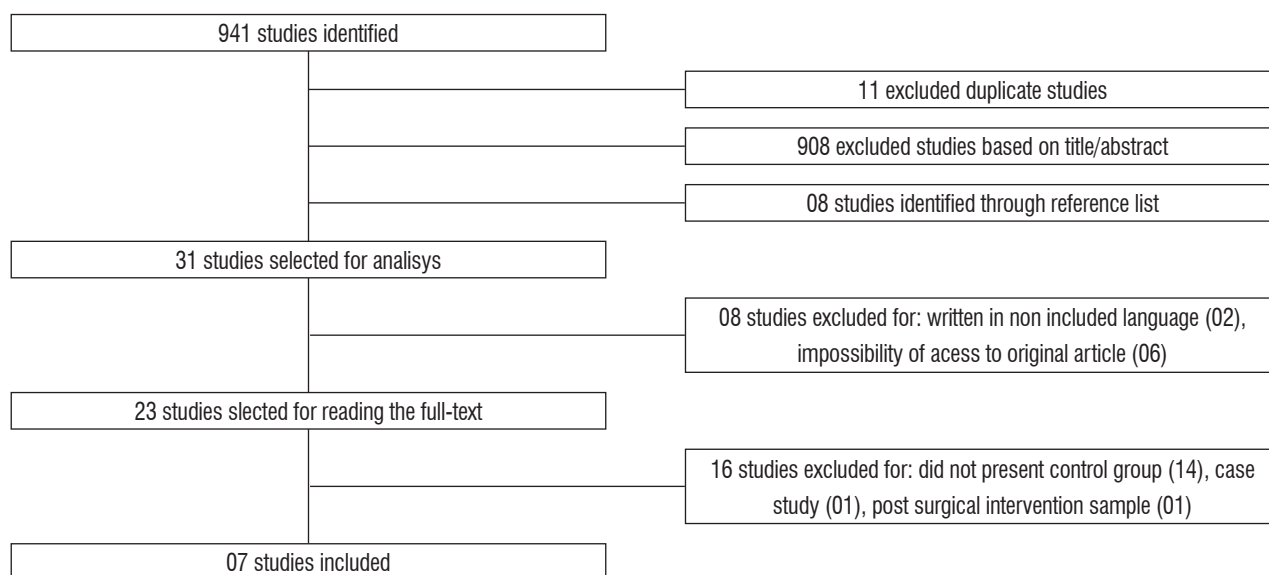 941 studies identified
11 excluded duplicate studies
908 excluded studies based on title/abstract
08 studies identified through reference list
31 studies selected for analisys
08 studies excluded for: written in non included language (02),
impossibility of acess to original article (06)
23 studies slected for reading the full-text
16 studies excluded for: did not present control group (14), case
study (01), post surgical intervention sample (01)
07 studies included